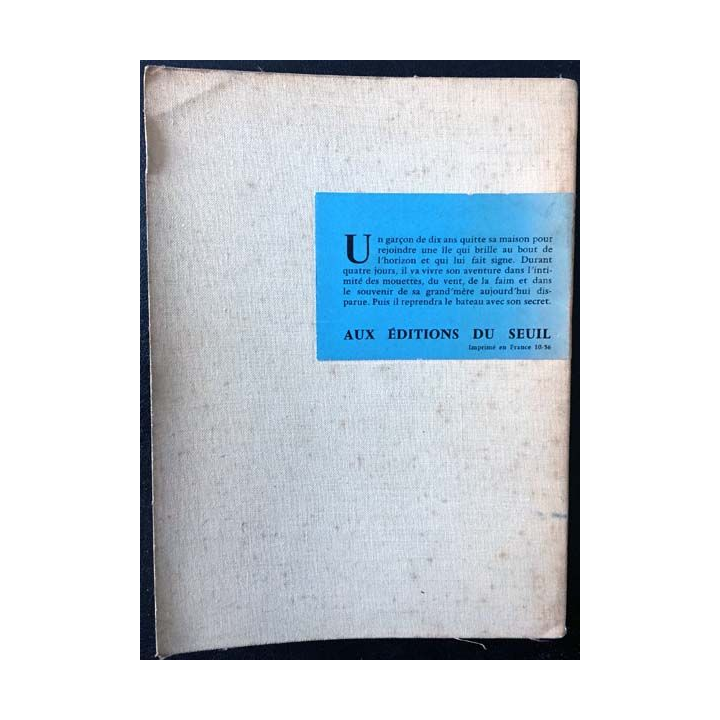 Un garçon de dix ans quitte sa maison pour
rejoindre une île qui brille au bout de
l'horizon et qui lui fait signe. Durant
quatre jours, il va vivre son aventure dans l'inti-
mité des mouettes, du vent, de la faim et dans
le souvenir de sa grand'mère aujourd'hui dis-
parue. Puis il reprendra le bateau avec son secret.
AUX ÉDITIONS DU SEUIL
Imprimé en France 10-56